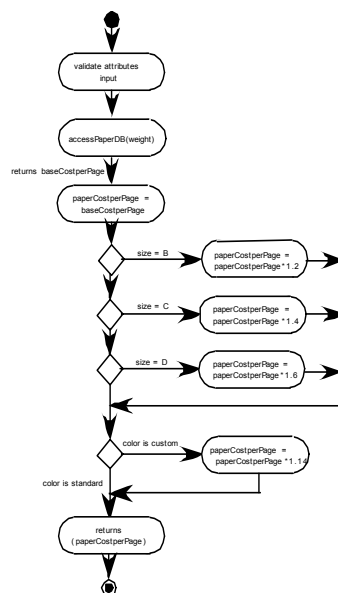 validate attributes
input
accessPaperDB(weight)
returns baseCostperPage
paperCostperPage =
baseCostperPage
size = B
paperCostperPage =
paperCostperPage*1.2
size = C
paperCostperPage =
paperCostperPage*1.4
size = D
paperCostperPage =
paperCostperPage*1.6
color is custom
paperCostperPage =
paperCostperPage*1.14
color is standard
returns
(paperCostperPage)